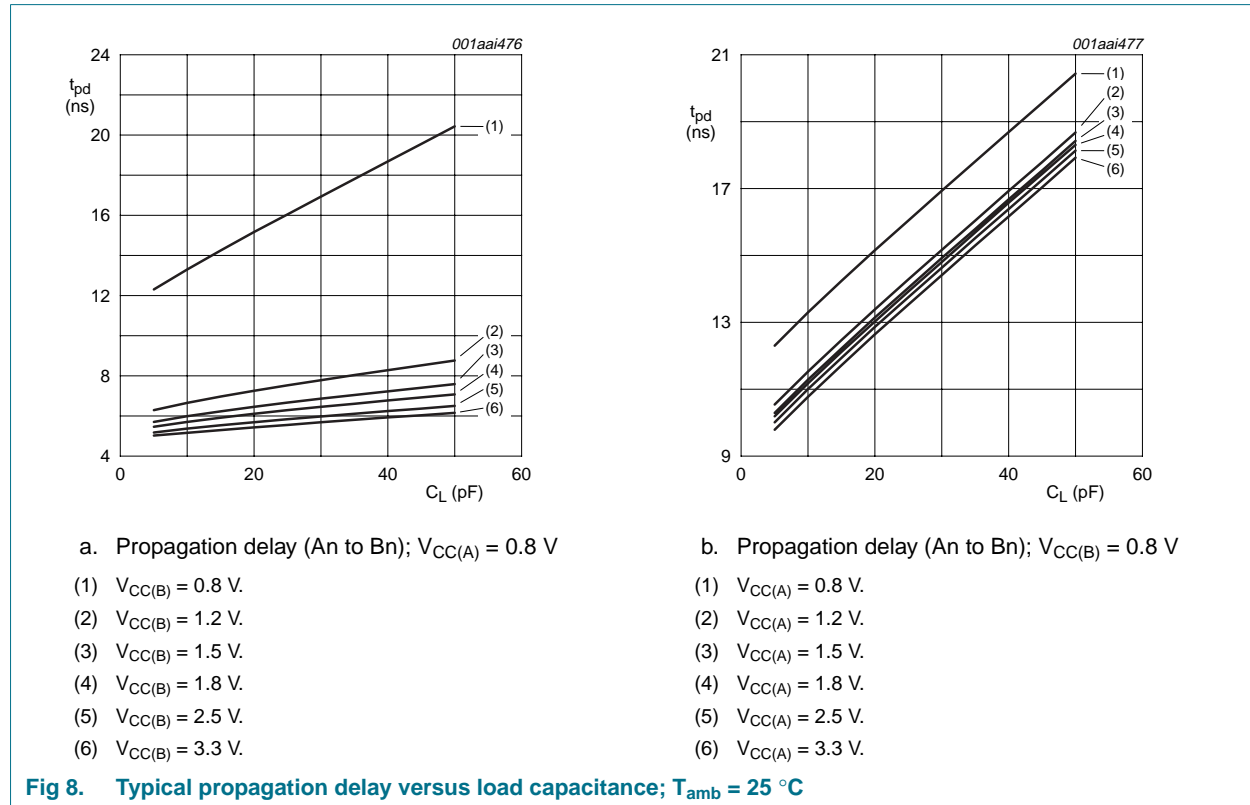 001aai476
24
t_pd
(ns)
20
16
12
8
4
0
20
40
60
C_L (pF)
(1)
(2)
(3)
(4)
(5)
(6)
a. Propagation delay (An to Bn); V_CC(A) = 0.8 V
(1) V_CC(B) = 0.8 V.
(2) V_CC(B) = 1.2 V.
(3) V_CC(B) = 1.5 V.
(4) V_CC(B) = 1.8 V.
(5) V_CC(B) = 2.5 V.
(6) V_CC(B) = 3.3 V.
001aai477
21
t_pd
(ns)
17
13
9
0
20
40
60
C_L (pF)
(1)
(2)
(3)
(4)
(5)
(6)
b. Propagation delay (An to Bn); V_CC(B) = 0.8 V
(1) V_CC(A) = 0.8 V.
(2) V_CC(A) = 1.2 V.
(3) V_CC(A) = 1.5 V.
(4) V_CC(A) = 1.8 V.
(5) V_CC(A) = 2.5 V.
(6) V_CC(A) = 3.3 V.
Fig 8. Typical propagation delay versus load capacitance; T_amb = 25 °C